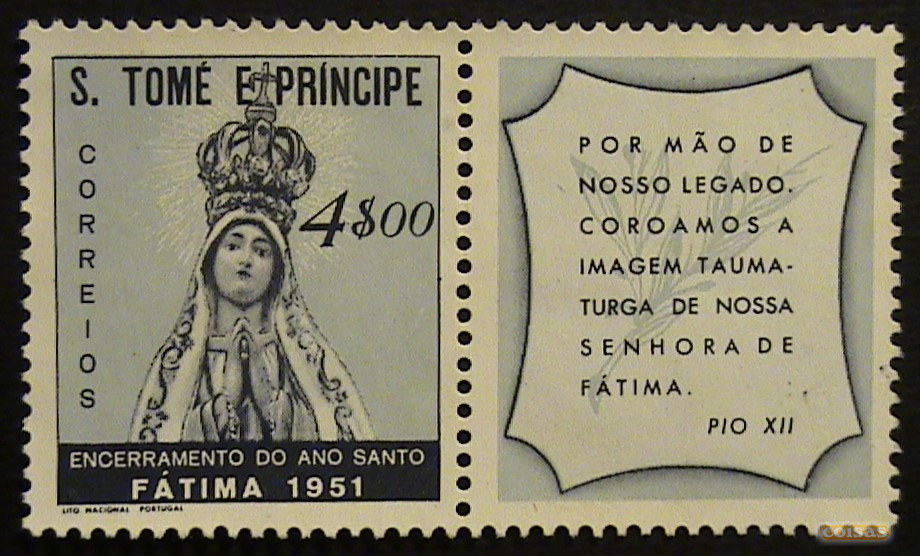 S. TOMÉ E PRÍNCIPE
CORREIOS
4$00
ENCERRAMENTO DO ANO SANTO
FÁTIMA 1951
LITO NACIONAL PORTUGAL
POR MÃO DE
NOSSO LEGADO.
COROAMOS A
IMAGEM TAUMA-
TURGA DE NOSSA
SENHORA DE
FÁTIMA.
PIO XII
coisas